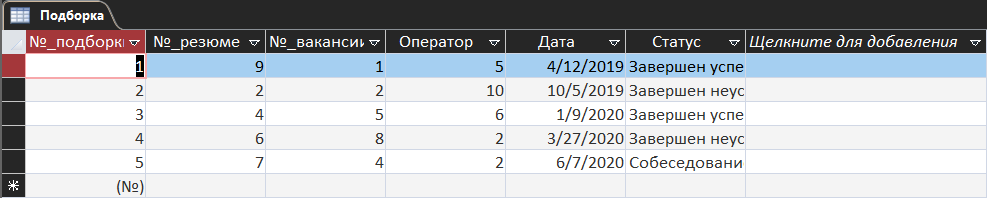 Подборка
№_подборки №_резюме №_вакансии Оператор Дата Статус Щелкните для добавления
1 9 1 5 4/12/2019 Завершен успе
2 2 2 10 10/5/2019 Завершен неус
3 4 5 6 1/9/2020 Завершен успе
4 6 8 2 3/27/2020 Завершен неус
5 7 4 2 6/7/2020 Собеседовани
(№)